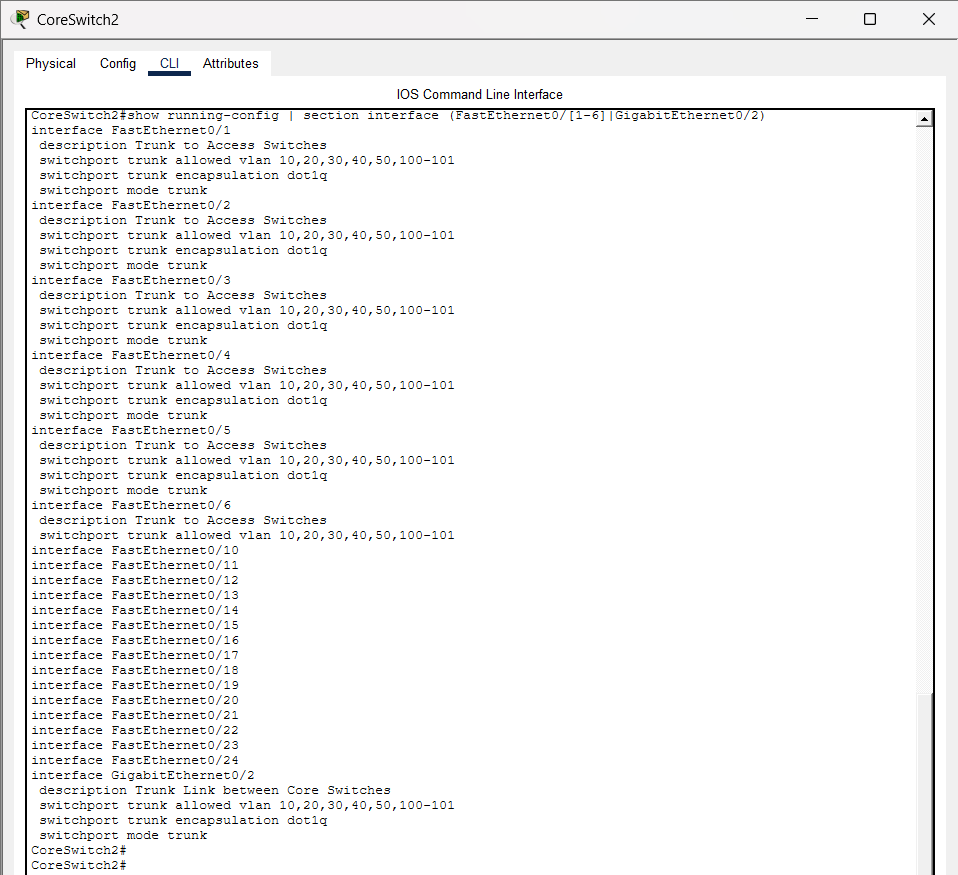 CoreSwitch2
Physical Config CLI Attributes
IOS Command Line Interface
CoreSwitch2#show running-config | section interface (FastEthernet0/[1-6]|GigabitEthernet0/2)
interface FastEthernet0/1
 description Trunk to Access Switches
 switchport trunk allowed vlan 10,20,30,40,50,100-101
 switchport trunk encapsulation dot1q
 switchport mode trunk
interface FastEthernet0/2
 description Trunk to Access Switches
 switchport trunk allowed vlan 10,20,30,40,50,100-101
 switchport trunk encapsulation dot1q
 switchport mode trunk
interface FastEthernet0/3
 description Trunk to Access Switches
 switchport trunk allowed vlan 10,20,30,40,50,100-101
 switchport trunk encapsulation dot1q
 switchport mode trunk
interface FastEthernet0/4
 description Trunk to Access Switches
 switchport trunk allowed vlan 10,20,30,40,50,100-101
 switchport trunk encapsulation dot1q
 switchport mode trunk
interface FastEthernet0/5
 description Trunk to Access Switches
 switchport trunk allowed vlan 10,20,30,40,50,100-101
 switchport trunk encapsulation dot1q
 switchport mode trunk
interface FastEthernet0/6
 description Trunk to Access Switches
 switchport trunk allowed vlan 10,20,30,40,50,100-101
interface FastEthernet0/10
interface FastEthernet0/11
interface FastEthernet0/12
interface FastEthernet0/13
interface FastEthernet0/14
interface FastEthernet0/15
interface FastEthernet0/16
interface FastEthernet0/17
interface FastEthernet0/18
interface FastEthernet0/19
interface FastEthernet0/20
interface FastEthernet0/21
interface FastEthernet0/22
interface FastEthernet0/23
interface FastEthernet0/24
interface GigabitEthernet0/2
 description Trunk Link between Core Switches
 switchport trunk allowed vlan 10,20,30,40,50,100-101
 switchport trunk encapsulation dot1q
 switchport mode trunk
CoreSwitch2#
CoreSwitch2#